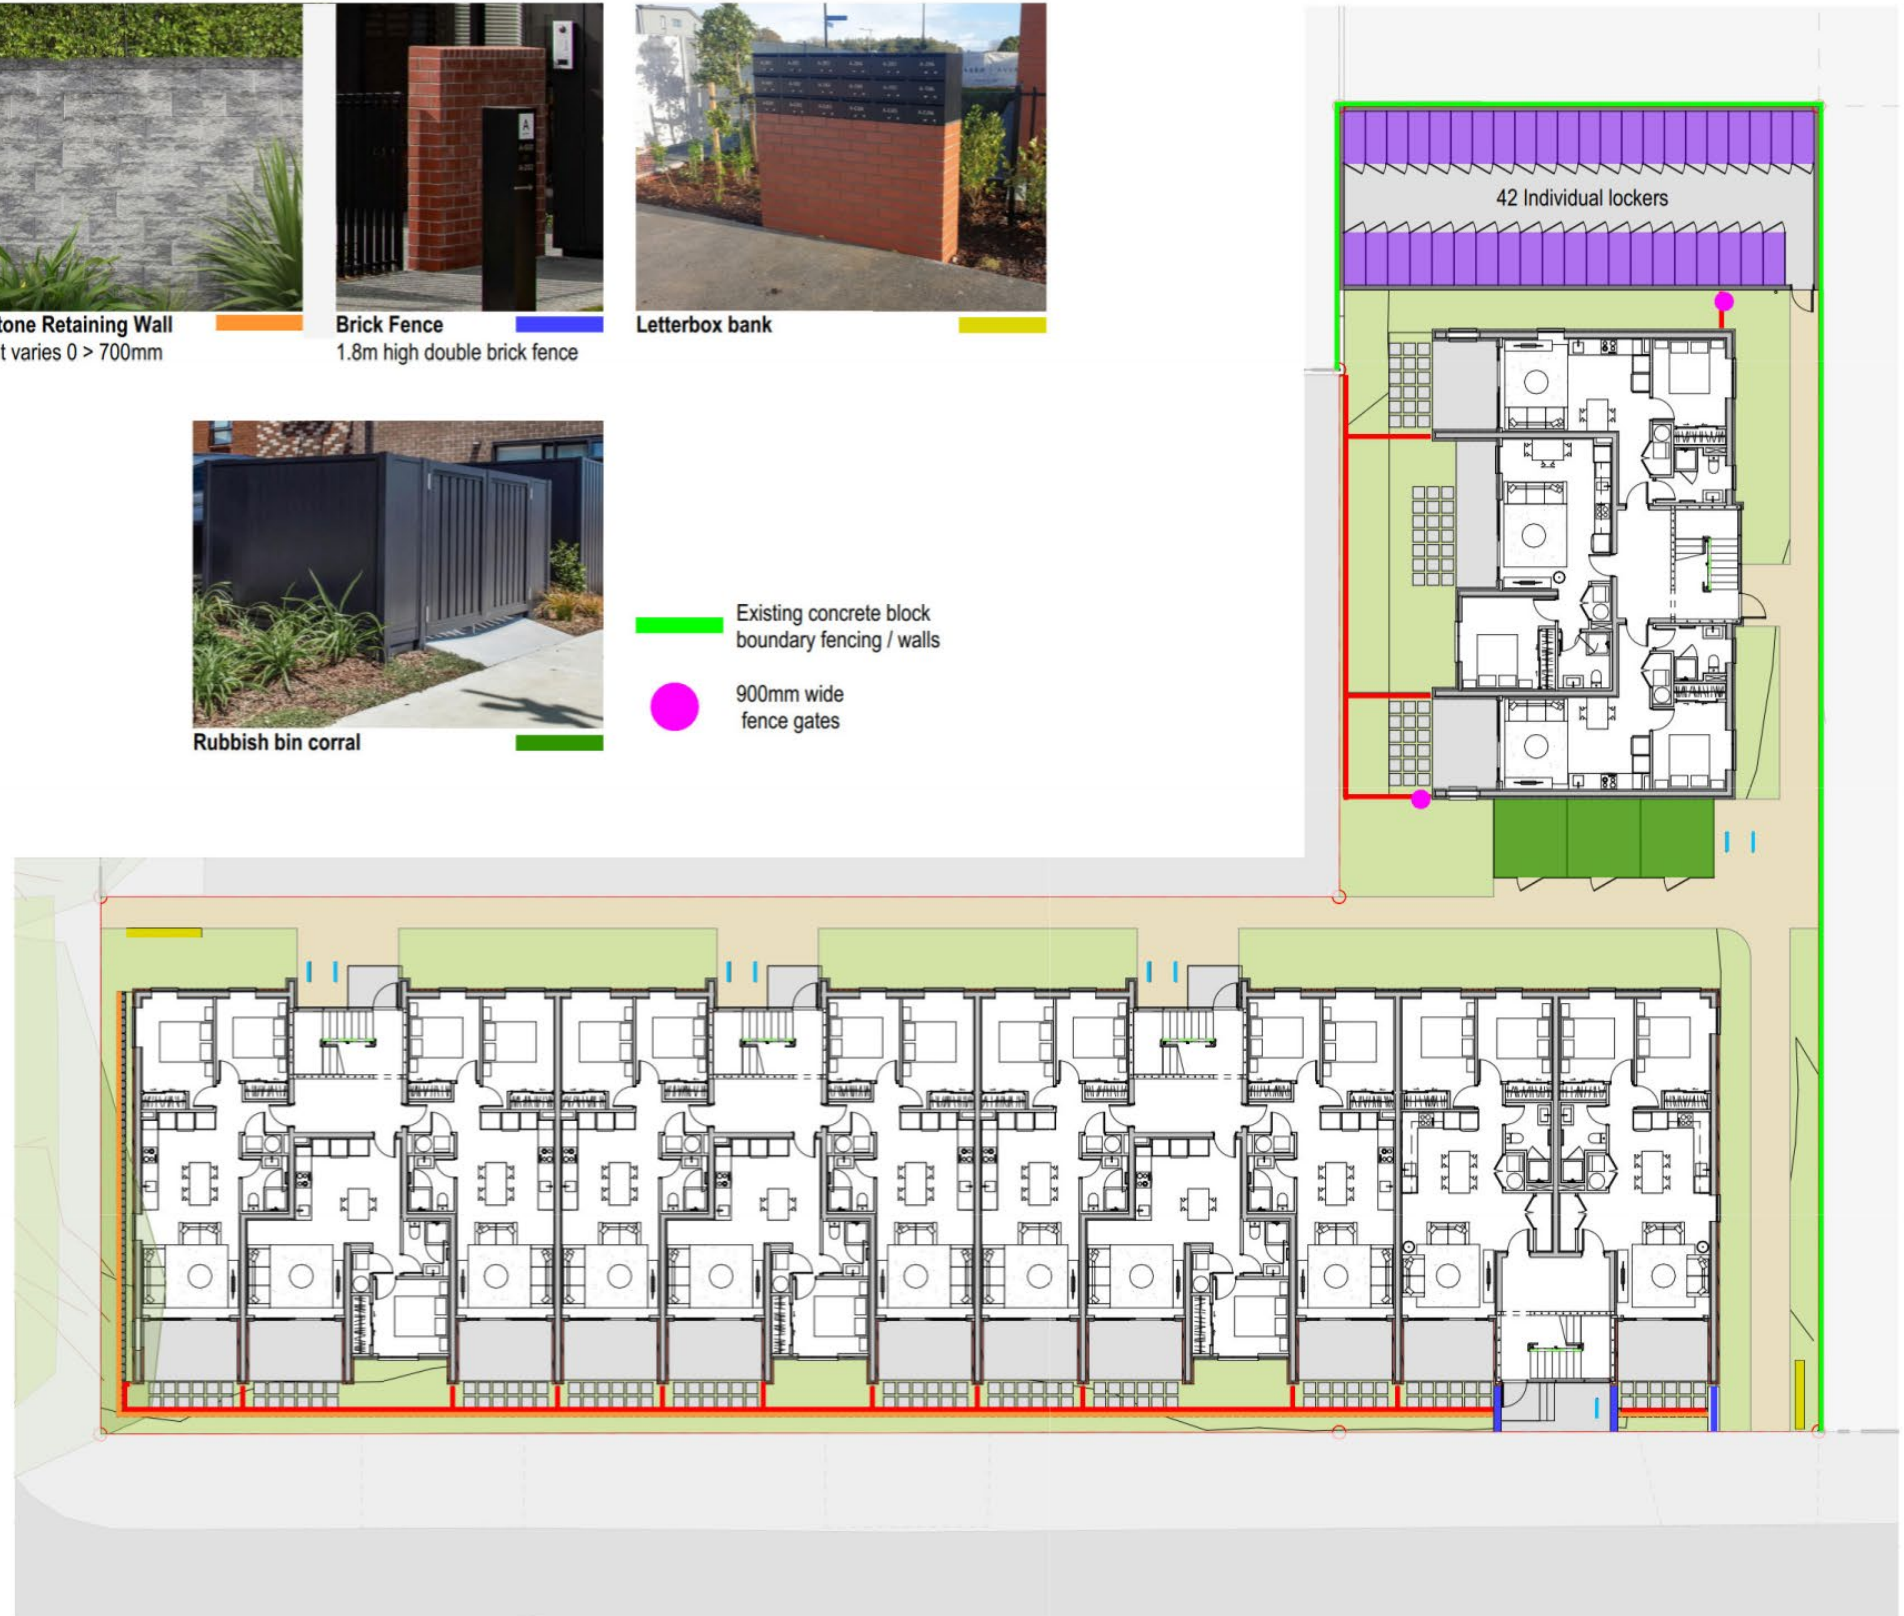 tone Retaining Wall
t varies 0 > 700mm
Brick Fence
1.8m high double brick fence
A
Letterbox bank
Rubbish bin corral
Existing concrete block
boundary fencing / walls
900mm wide
fence gates
42 Individual lockers